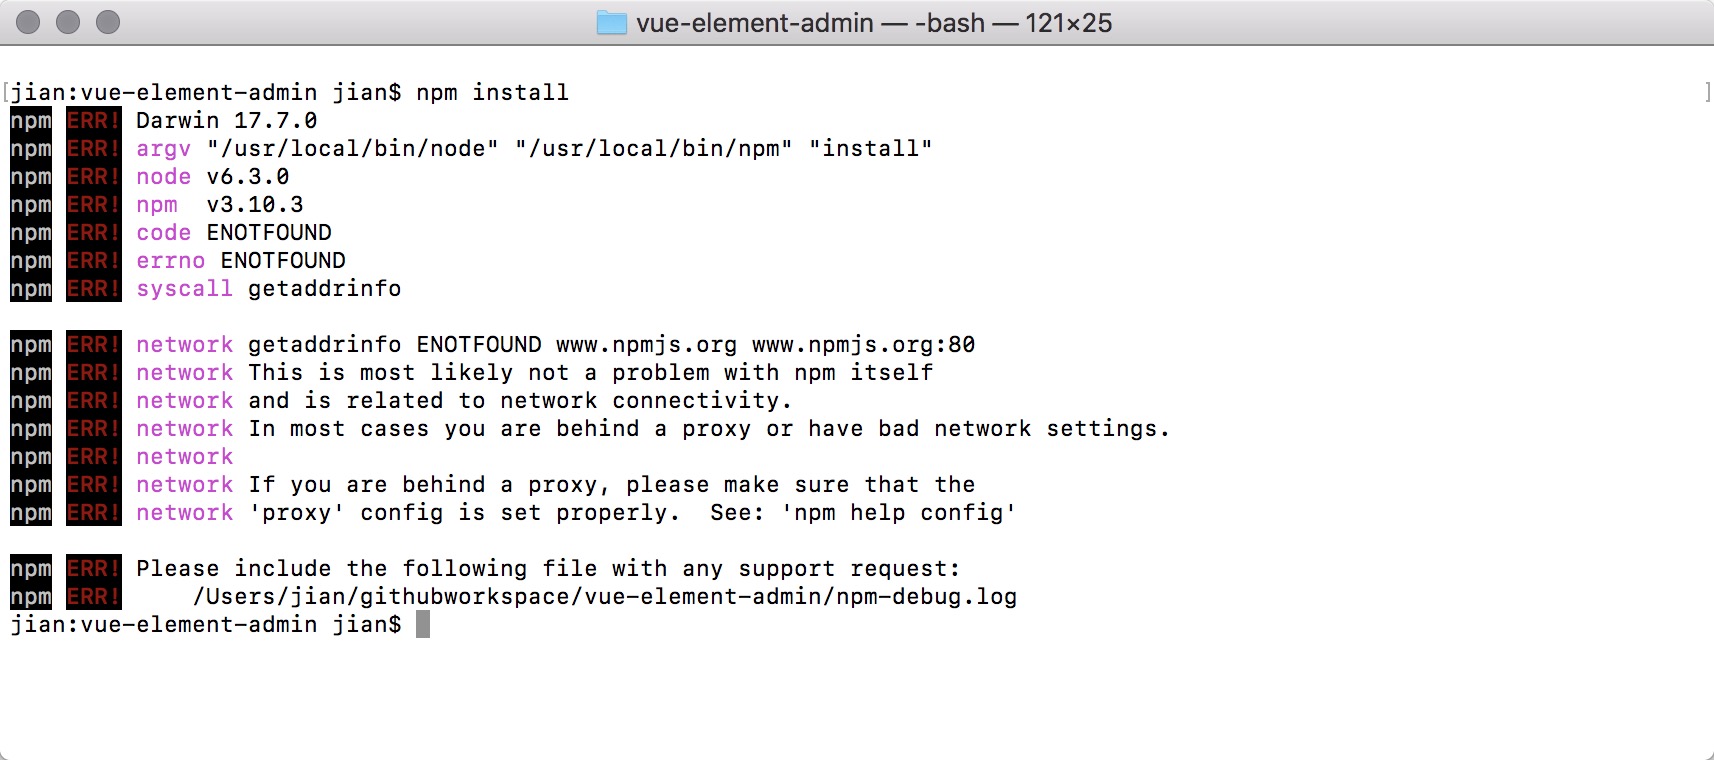 vue-element-admin — -bash — 121×25
[jian:vue-element-admin jian$ npm install ]
npm ERR! Darwin 17.7.0
npm ERR! argv "/usr/local/bin/node" "/usr/local/bin/npm" "install"
npm ERR! node v6.3.0
npm ERR! npm  v3.10.3
npm ERR! code ENOTFOUND
npm ERR! errno ENOTFOUND
npm ERR! syscall getaddrinfo
npm ERR! network getaddrinfo ENOTFOUND www.npmjs.org www.npmjs.org:80
npm ERR! network This is most likely not a problem with npm itself
npm ERR! network and is related to network connectivity.
npm ERR! network In most cases you are behind a proxy or have bad network settings.
npm ERR! network
npm ERR! network If you are behind a proxy, please make sure that the
npm ERR! network 'proxy' config is set properly.  See: 'npm help config'
npm ERR! Please include the following file with any support request:
npm ERR!     /Users/jian/githubworkspace/vue-element-admin/npm-debug.log
jian:vue-element-admin jian$